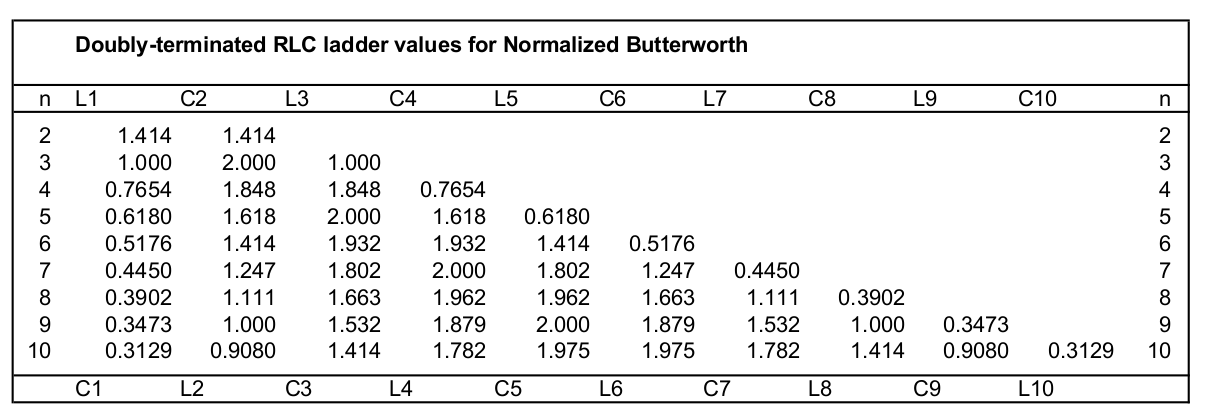 Doubly-terminated RLC ladder values for Normalized Butterworth
n L1 C2 L3 C4 L5 C6 L7 C8 L9 C10 n
2 1.414 1.414 2
3 1.000 2.000 1.000 3
4 0.7654 1.848 1.848 0.7654 4
5 0.6180 1.618 2.000 1.618 0.6180 5
6 0.5176 1.414 1.932 1.932 1.414 0.5176 6
7 0.4450 1.247 1.802 2.000 1.802 1.247 0.4450 7
8 0.3902 1.111 1.663 1.962 1.962 1.663 1.111 0.3902 8
9 0.3473 1.000 1.532 1.879 2.000 1.879 1.532 1.000 0.3473 9
10 0.3129 0.9080 1.414 1.782 1.975 1.975 1.782 1.414 0.9080 0.3129 10
C1 L2 C3 L4 C5 L6 C7 L8 C9 L10